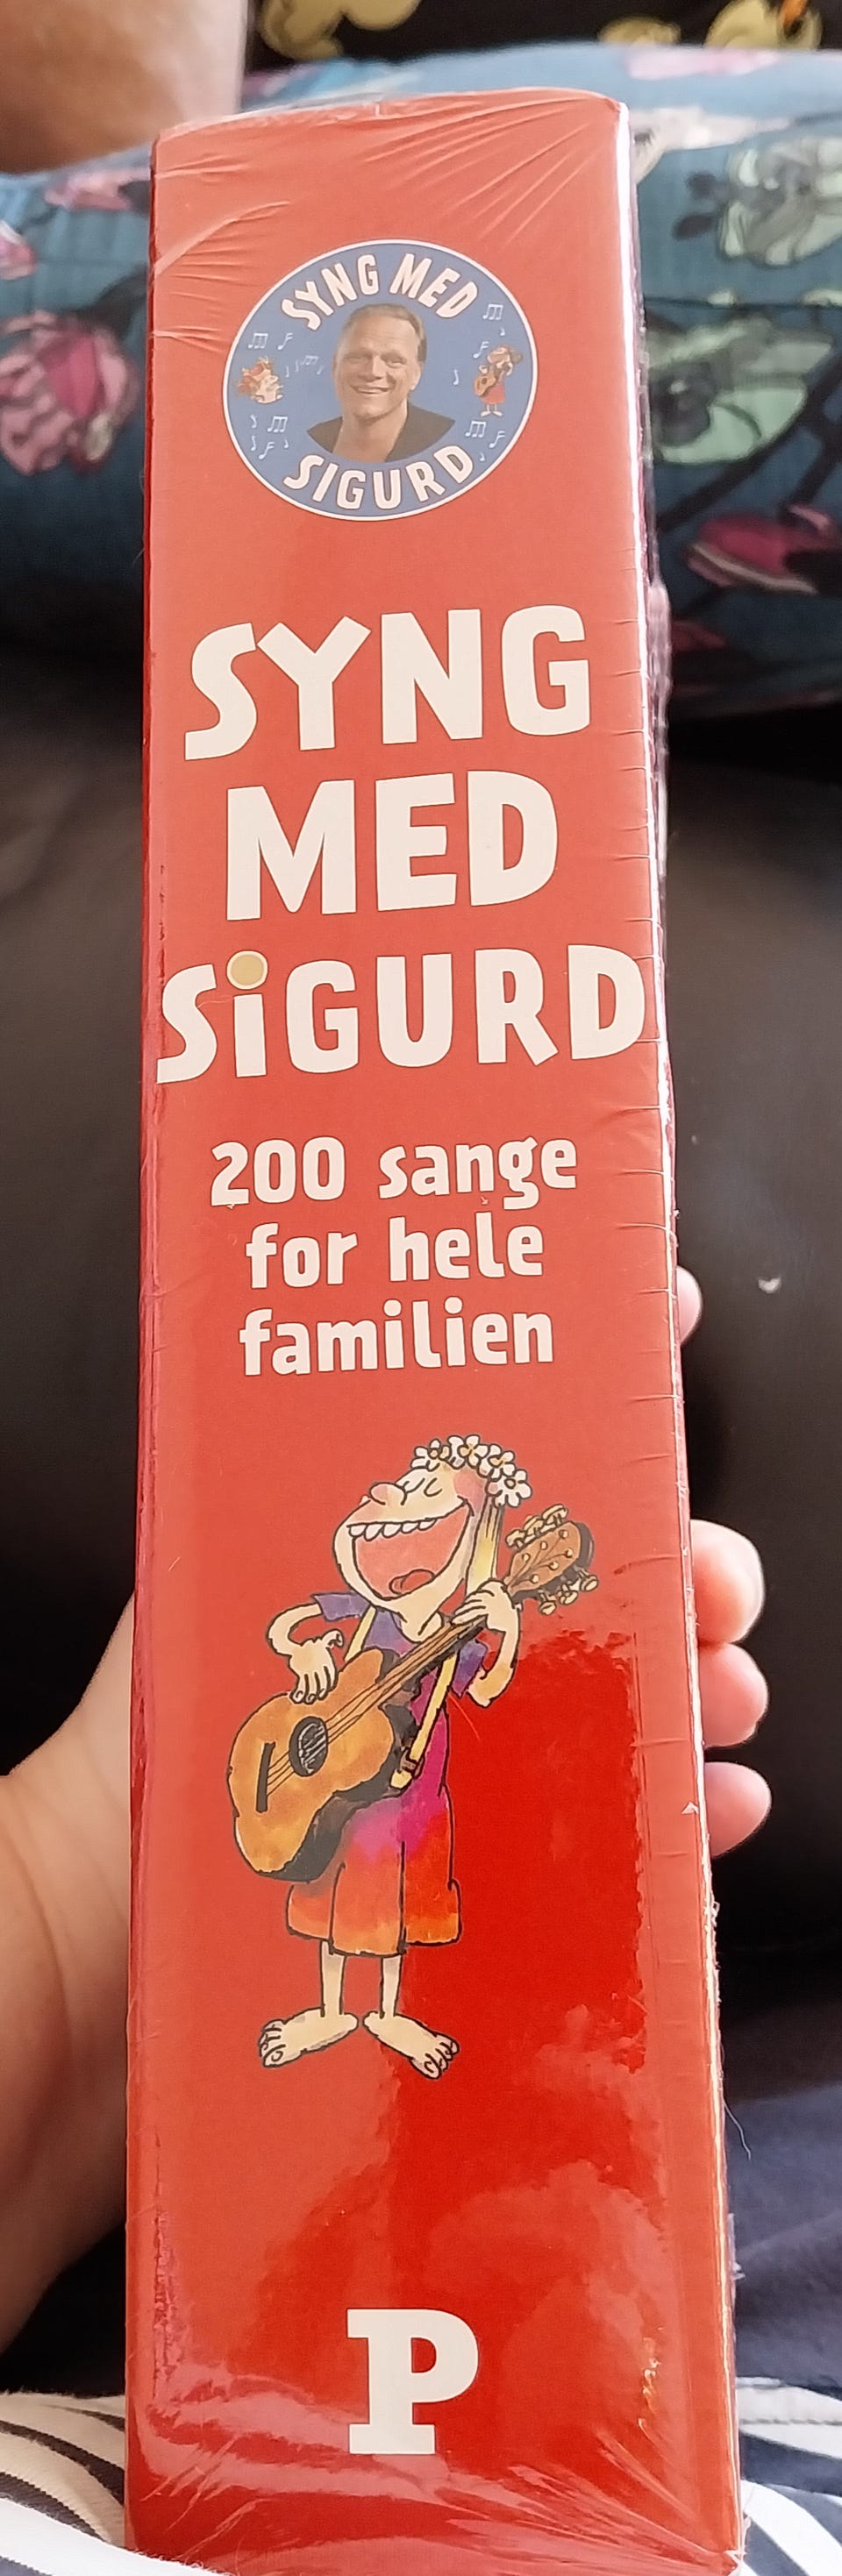 SYNG MED
SIGURD
SYNG
MED
SiGURD
200 sange
for hele
familien
P